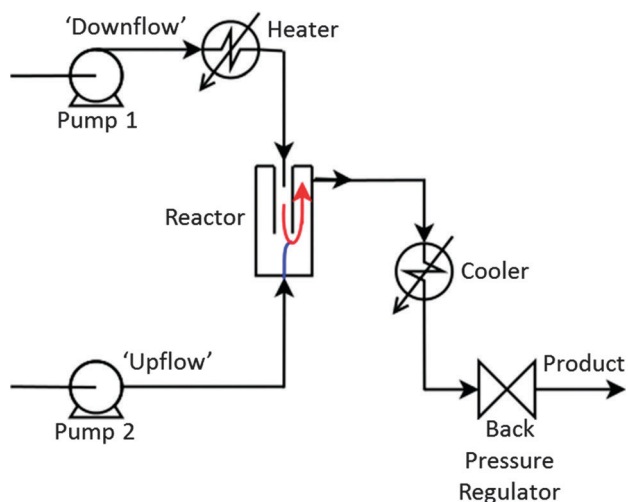 ‘Downflow’
Heater
Pump 1
Reactor
Cooler
‘Upflow’
Product
Pump 2
Back
Pressure
Regulator